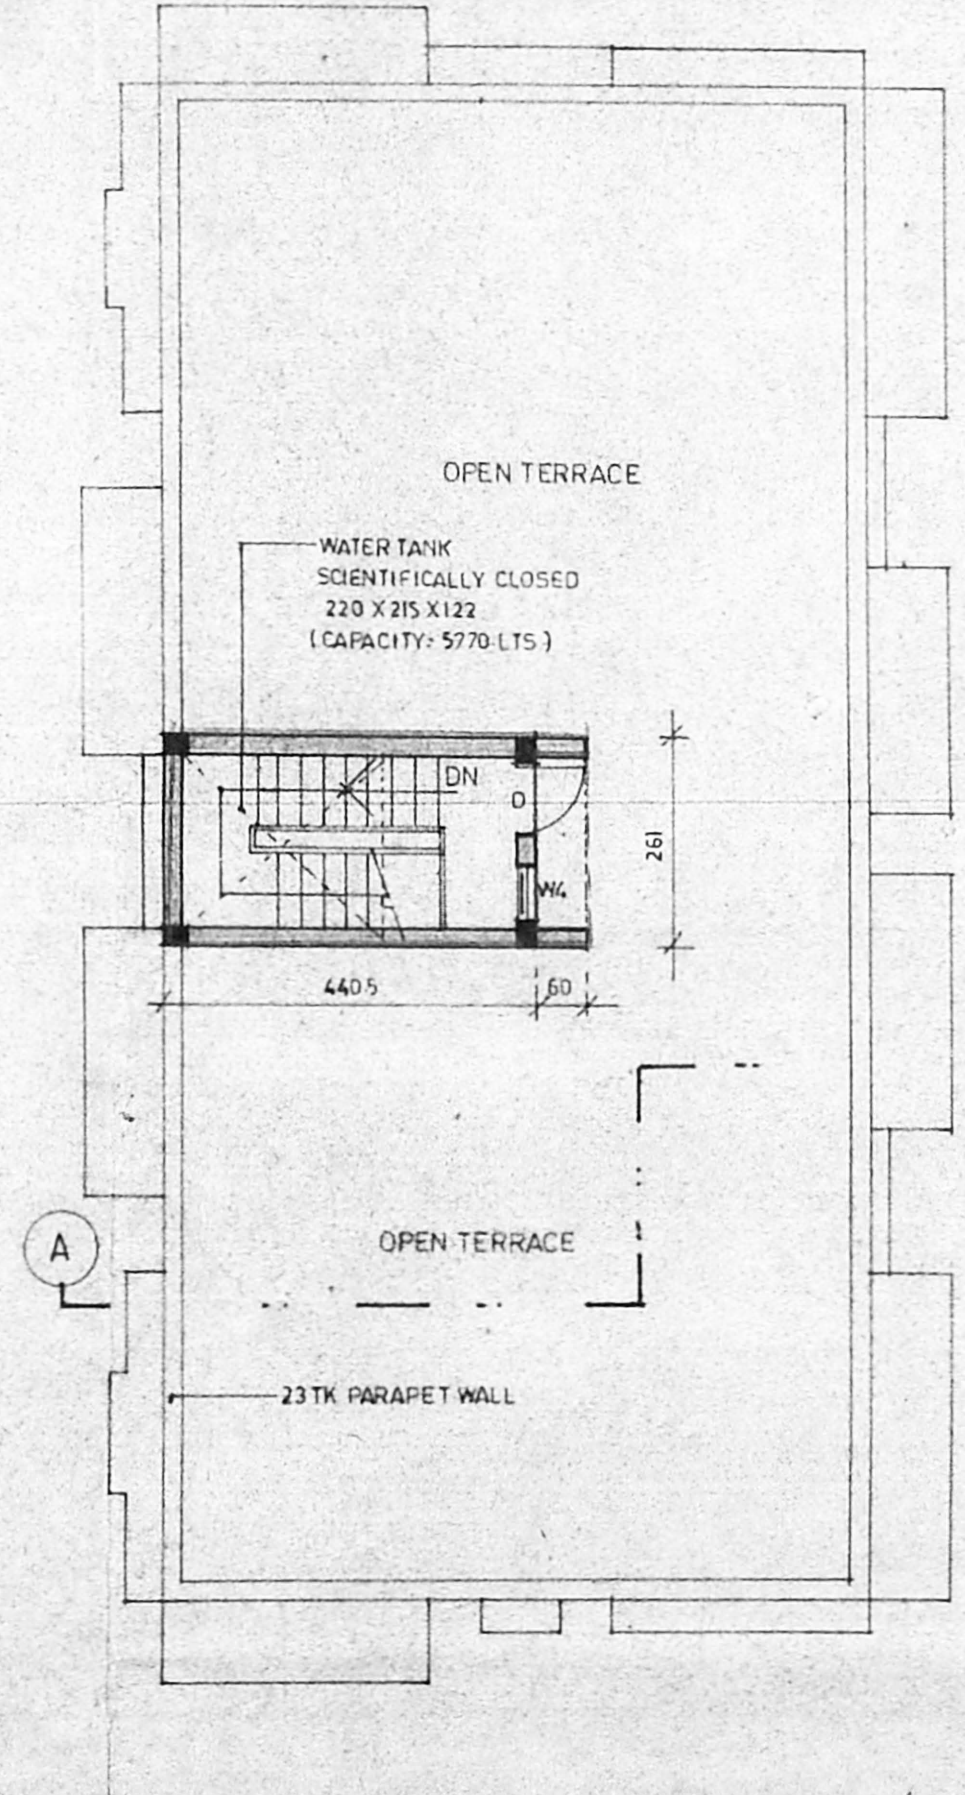 OPEN TERRACE
WATER TANK
SCIENTIFICALLY CLOSED
220 X 215 X 122
(CAPACITY:- 5770 LTS.)
DN
D
W4
261
440.5
60
A
OPEN TERRACE
23 TK PARAPET WALL